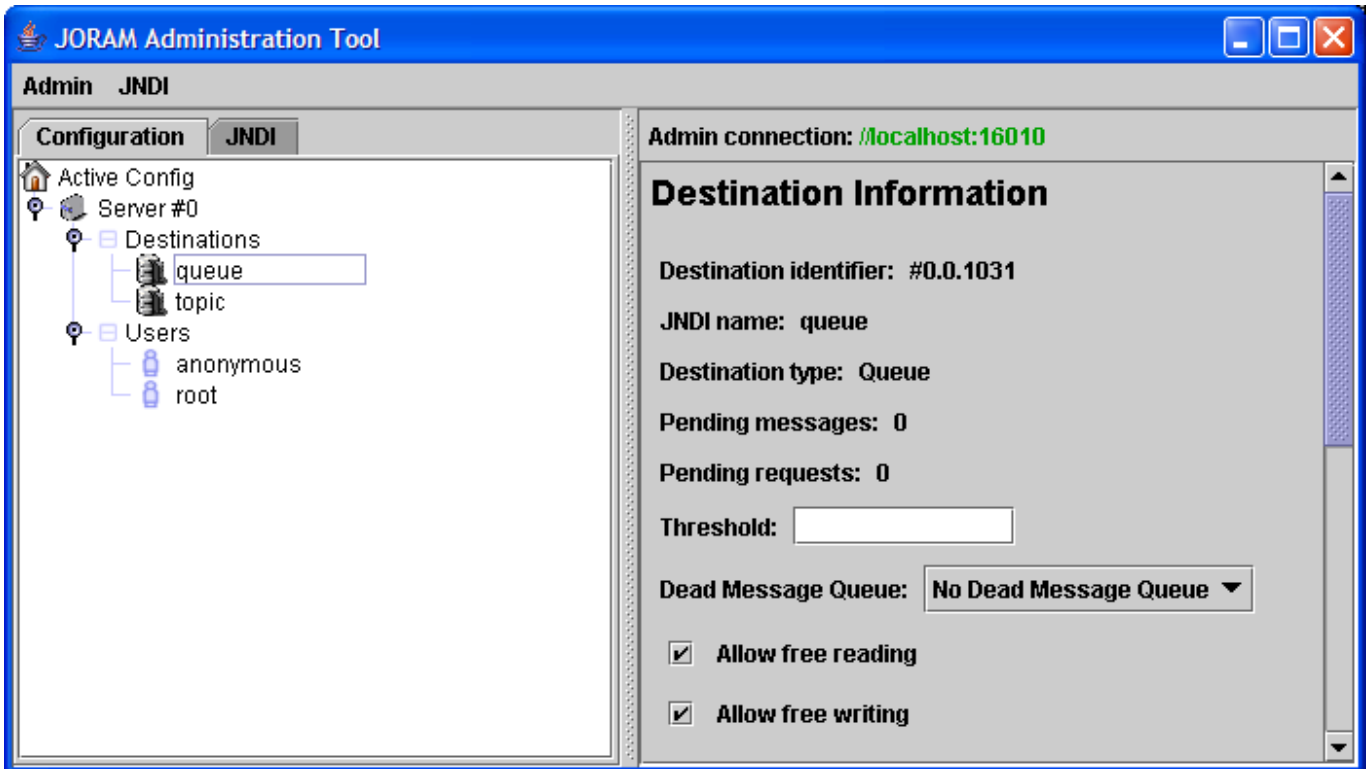 JORAM Administration Tool
Admin JNDI
Configuration JNDI
Active Config
Server #0
Destinations
queue
topic
Users
anonymous
root
Admin connection: //localhost:16010
Destination Information
Destination identifier: #0.0.1031
JNDI name: queue
Destination type: Queue
Pending messages: 0
Pending requests: 0
Threshold:
Dead Message Queue: No Dead Message Queue
Allow free reading
Allow free writing